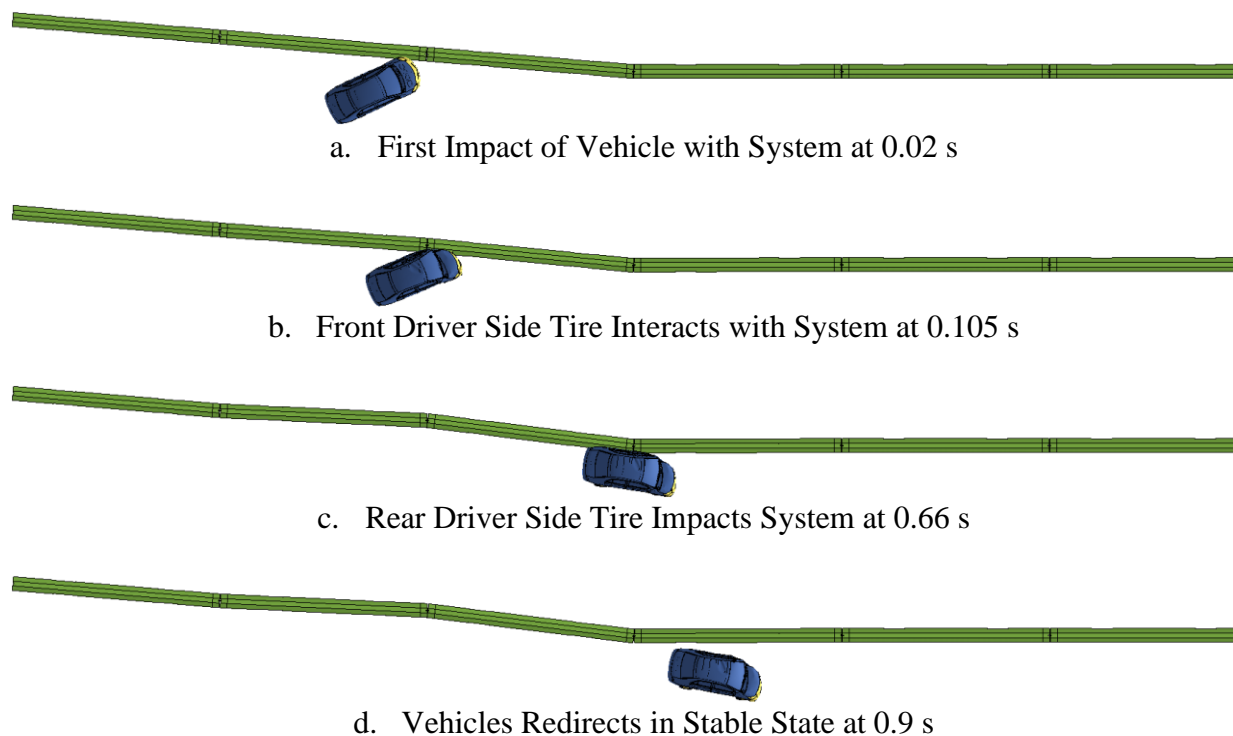 a. First Impact of Vehicle with System at 0.02 s
b. Front Driver Side Tire Interacts with System at 0.105 s
c. Rear Driver Side Tire Impacts System at 0.66 s
d. Vehicles Redirects in Stable State at 0.9 s